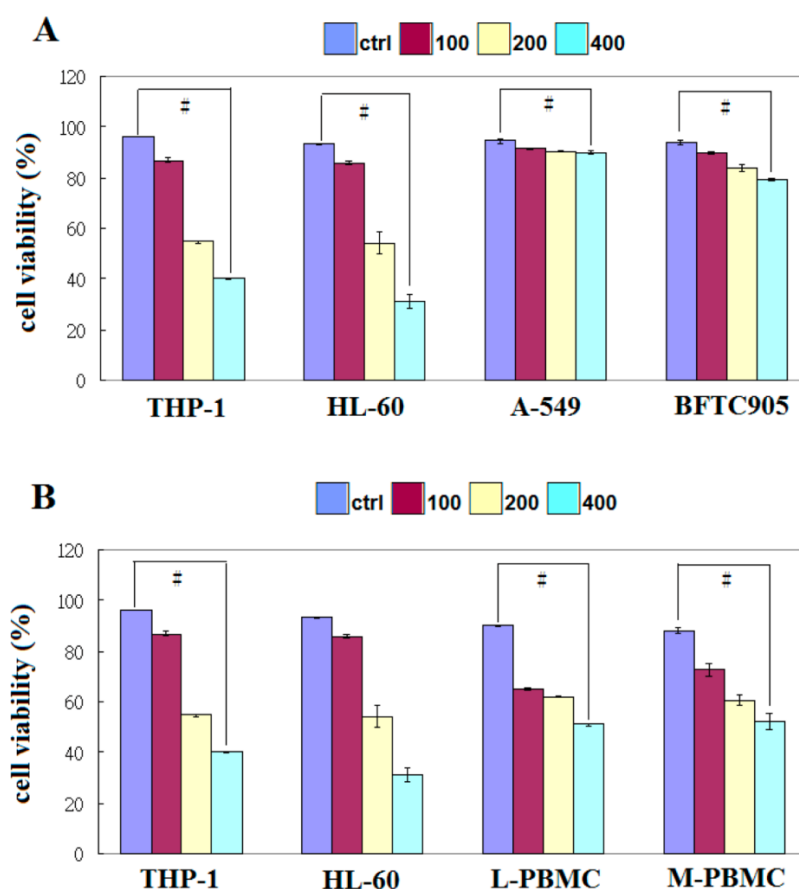 A
ctrl 100 200 400
cell viability (%)
120
100
80
60
40
20
0
# # # #
THP-1 HL-60 A-549 BFTC905
B
ctrl 100 200 400
cell viability (%)
120
100
80
60
40
20
0
# # #
THP-1 HL-60 L-PBMC M-PBMC